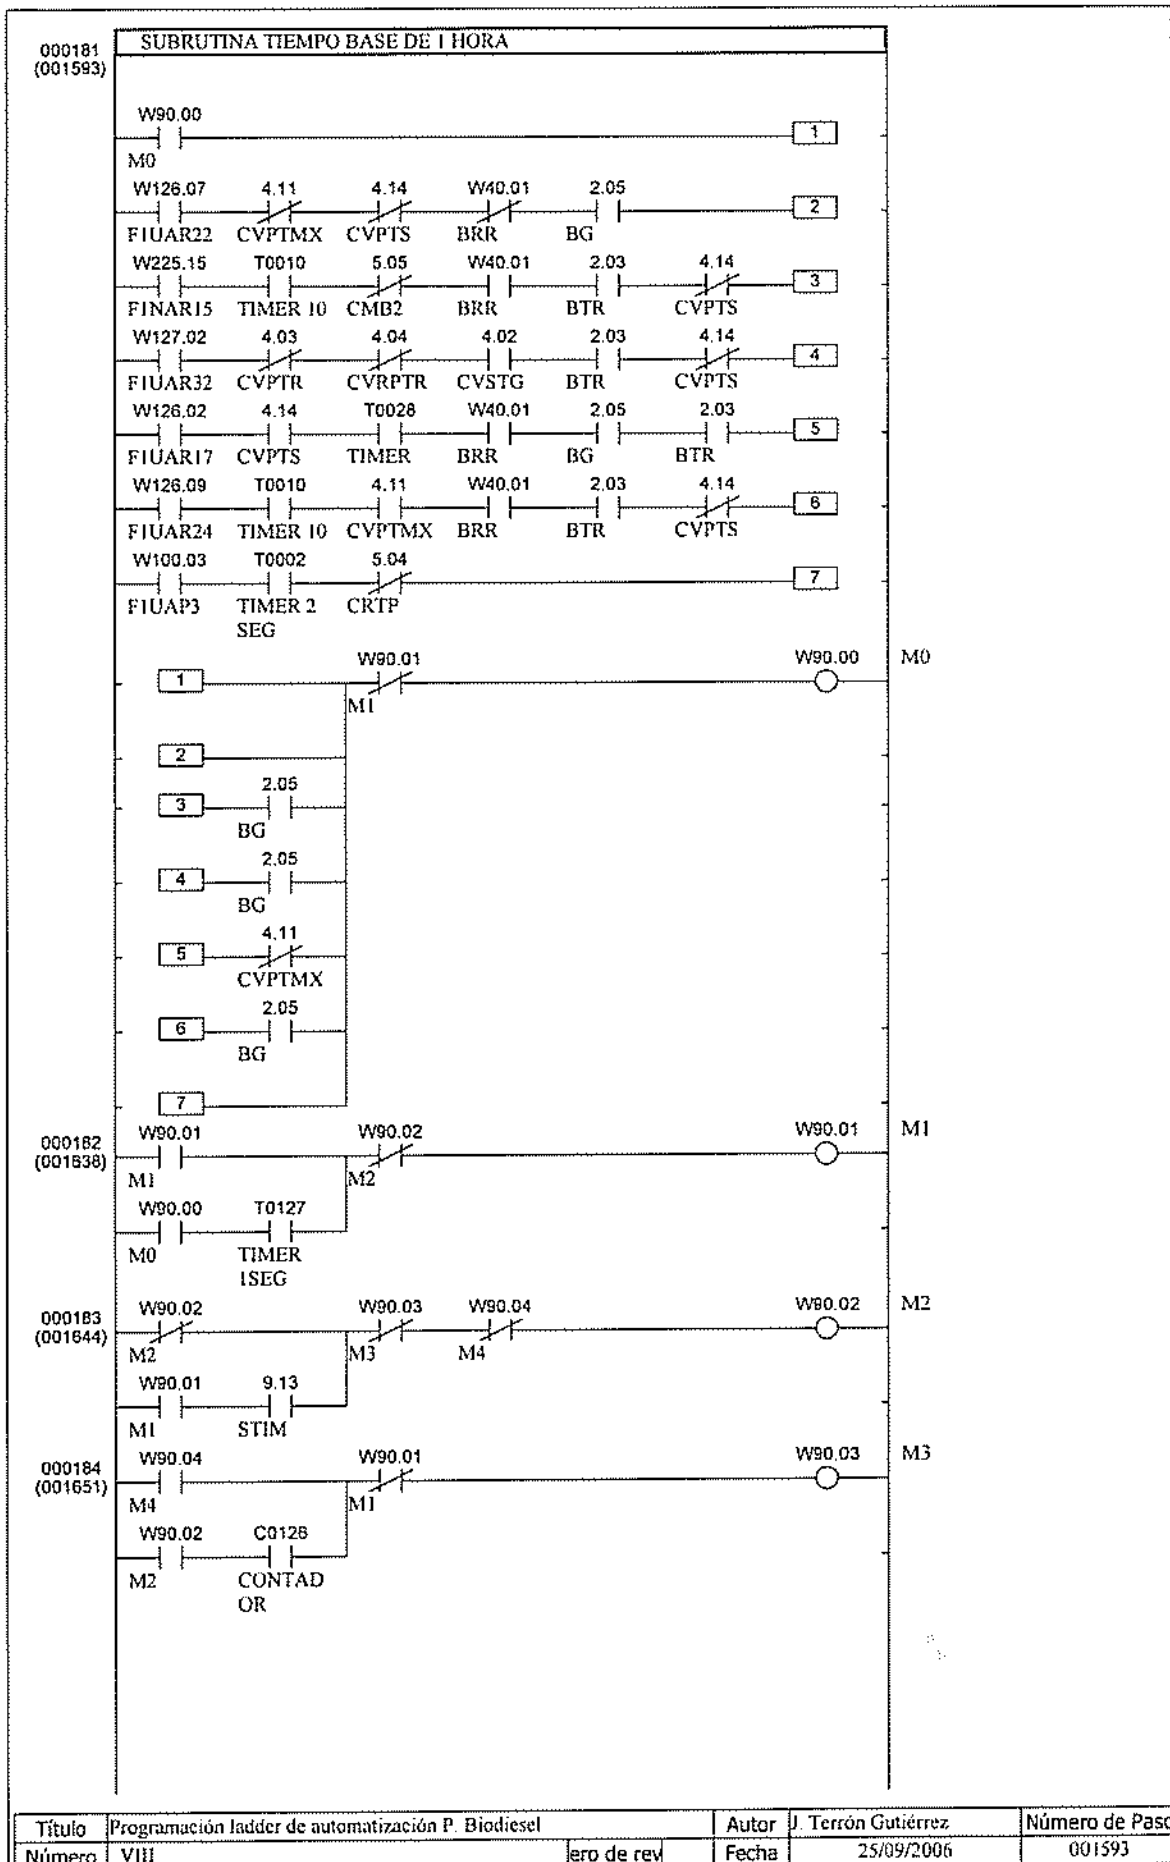 000181
(001593)
SUBRUTINA TIEMPO BASE DE 1 HORA
W90.00
1
M0
W126.07 4.11 4.14 W40.01 2.05
2
F1UAR22 CVPTMX CVPTS BRR BG
W225.15 T0010 5.05 W40.01 2.03 4.14
3
FINAR15 TIMER 10 CMB2 BRR BTR CVPTS
W127.02 4.03 4.04 4.02 2.03 4.14
4
F1UAR32 CVPTR CVRPTR CVSTG BTR CVPTS
W126.02 4.14 T0028 W40.01 2.05 2.03
5
F1UAR17 CVPTS TIMER BRR BG BTR
W126.09 T0010 4.11 W40.01 2.03 4.14
6
F1UAR24 TIMER 10 CVPTMX BRR BTR CVPTS
W100.03 T0002 5.04
7
F1UAP3 TIMER 2 CRTP
SEG
W90.01 W90.00 M0
1
M1
2
2.05
3
BG
2.05
4
BG
4.11
5
CVPTMX
2.05
6
BG
7
000182
(001638)
W90.01 W90.02 W90.01 M1
M1 M2
W90.00 T0127
M0 TIMER
1SEG
000183
(001644)
W90.02 W90.03 W90.04 W90.02 M2
M2 M3 M4
W90.01 9.13
M1 STIM
000184
(001651)
W90.04 W90.01 W90.03 M3
M4 M1
W90.02 C0128
M2 CONTAD
OR
Título Programación ladder de automatización P. Biodiesel Autor J. Terrón Gutiérrez Número de Paso
Número VIII ero de rev Fecha 25/09/2006 001593